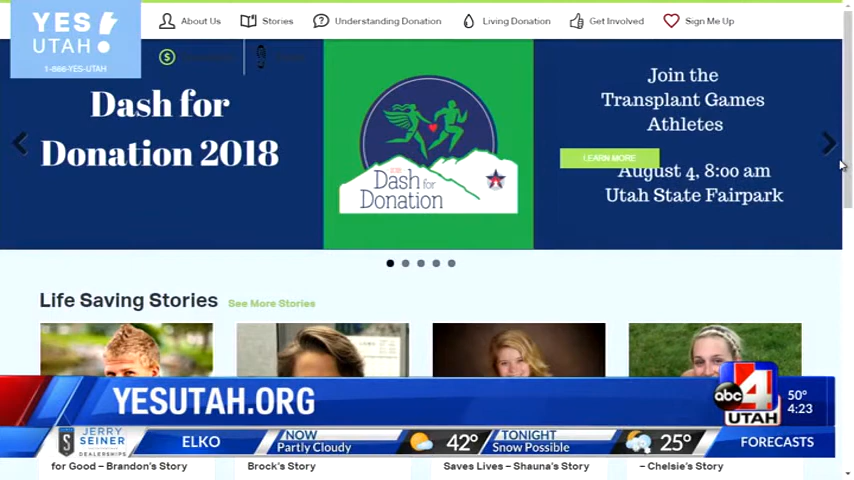 YES
UTAH!
1-866-YES-UTAH
About Us
Stories
Understanding Donation
Living Donation
Get Involved
Sign Me Up
$
Dash for
Donation 2018
Dash for
Donation
Join the
Transplant Games
Athletes
LEARN MORE
August 4, 8:00 am
Utah State Fairpark
Life Saving Stories
See More Stories
YESUTAH.ORG
abc 4
UTAH
50°
4:23
S
JERRY
SEINER
DEALERSHIPS
ELKO
NOW
Partly Cloudy
42°
TONIGHT
Snow Possible
25°
FORECASTS
for Good – Brandon's Story
Brock's Story
Saves Lives – Shauna's Story
– Chelsie's Story